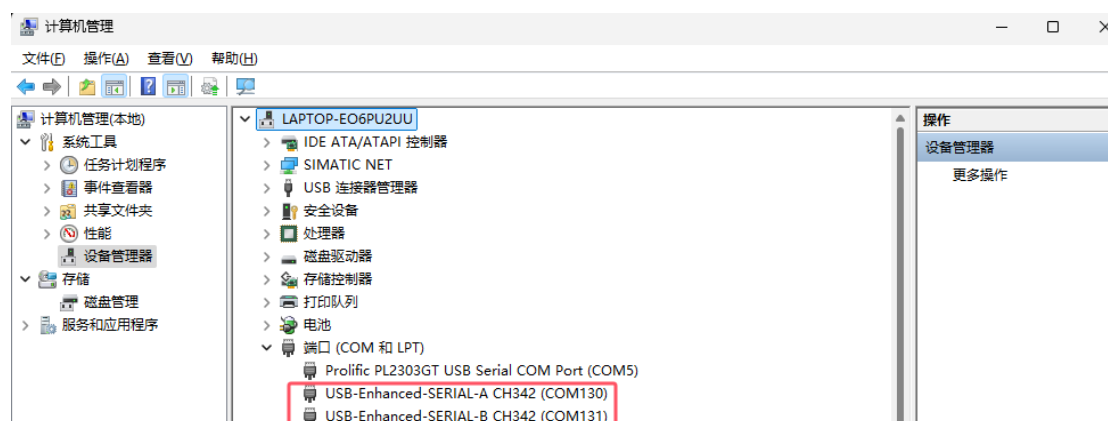 计算机管理
文件(F) 操作(A) 查看(V) 帮助(H)
计算机管理(本地)
系统工具
任务计划程序
事件查看器
共享文件夹
性能
设备管理器
存储
磁盘管理
服务和应用程序
LAPTOP-EO6PU2UU
IDE ATA/ATAPI 控制器
SIMATIC NET
USB 连接器管理器
安全设备
处理器
磁盘驱动器
存储控制器
打印队列
电池
端口 (COM 和 LPT)
Prolific PL2303GT USB Serial COM Port (COM5)
USB-Enhanced-SERIAL-A CH342 (COM130)
USB-Enhanced-SERIAL-B CH342 (COM131)
操作
设备管理器
更多操作